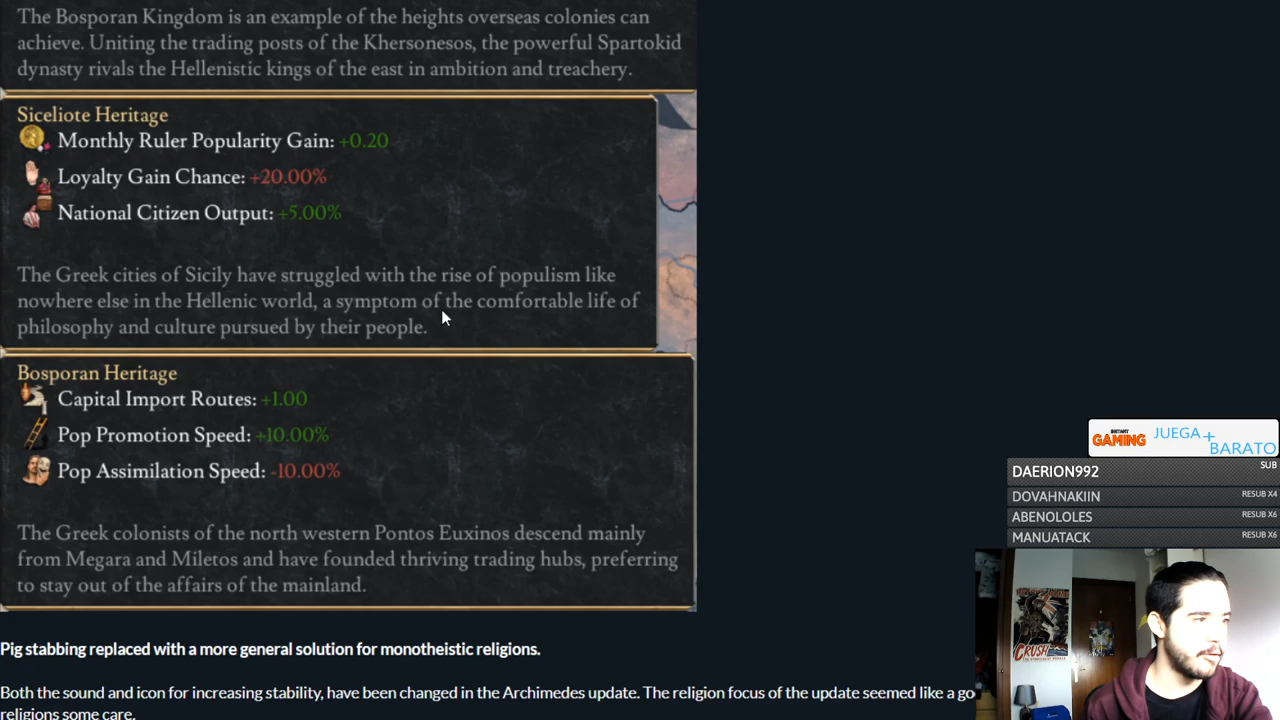 The Bosporan Kingdom is an example of the heights overseas colonies can
achieve. Uniting the trading posts of the Khersonesos, the powerful Spartokid
dynasty rivals the Hellenistic kings of the east in ambition and treachery.
Siceliote Heritage
Monthly Ruler Popularity Gain: +0.20
Loyalty Gain Chance: +20.00%
National Citizen Output: +5.00%
The Greek cities of Sicily have struggled with the rise of populism like
nowhere else in the Hellenic world, a symptom of the comfortable life of
philosophy and culture pursued by their people.
Bosporan Heritage
Capital Import Routes: +1.00
Pop Promotion Speed: +10.00%
Pop Assimilation Speed: -10.00%
The Greek colonists of the north western Pontos Euxinos descend mainly
from Megara and Miletos and have founded thriving trading hubs, preferring
to stay out of the affairs of the mainland.
Pig stabbing replaced with a more general solution for monotheistic religions.
Both the sound and icon for increasing stability, have been changed in the Archimedes update. The religion focus of the update seemed like a go
religions some care.
INSTANT GAMING JUEGA+ BARATO
DAERION992 SUB
DOVAHNAKIIN RESUB X4
ABENOLOLES RESUB X6
MANUATACK RESUB X6
CRUSH